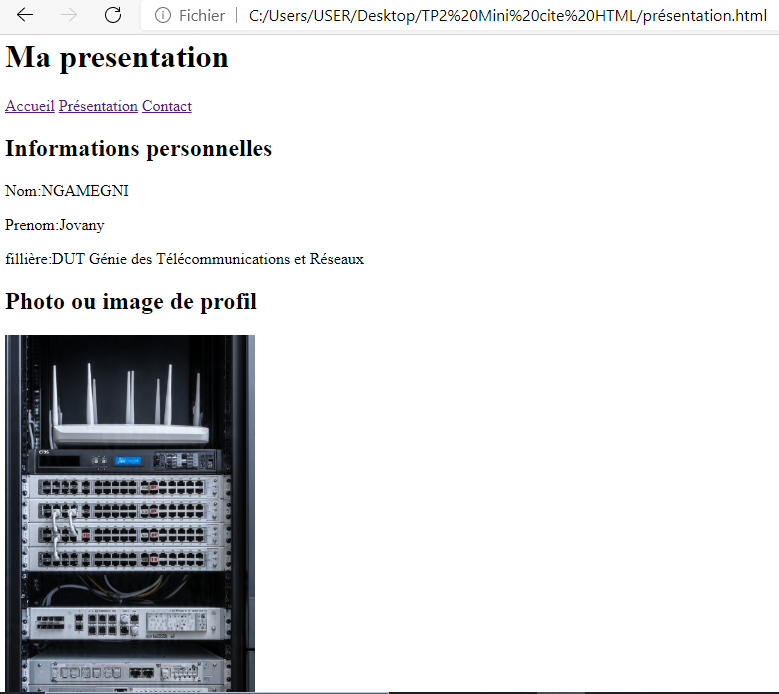 Fichier C:/Users/USER/Desktop/TP2%20Mini%20cite%20HTML/présentation.html
Ma presentation
Accueil Présentation Contact
Informations personnelles
Nom:NGAMEGNI
Prenom:Jovany
fillière:DUT Génie des Télécommunications et Réseaux
Photo ou image de profil